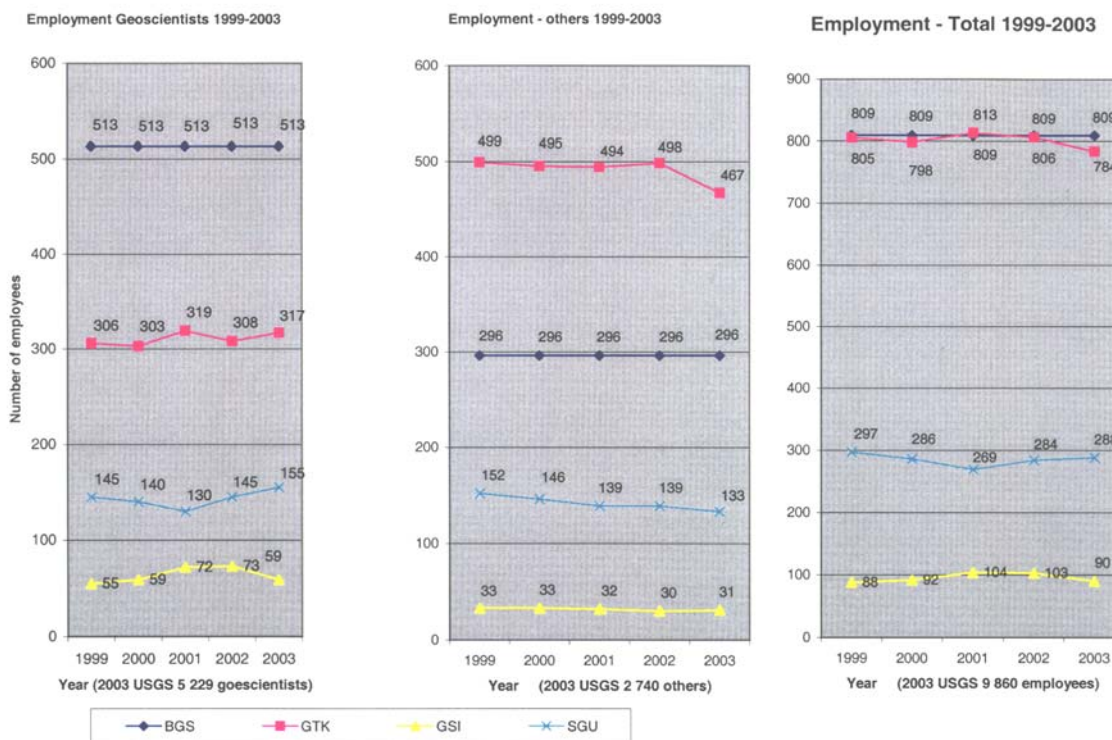 Employment Geoscientists 1999-2003
600
500
400
300
200
100
0
Number of employees
513 513 513 513 513
306 303 319 308 317
145 140 130 145 155
55 59 72 73 59
1999 2000 2001 2002 2003
Year (2003 USGS 5 229 goescientists)
Employment - others 1999-2003
600
500
400
300
200
100
0
499 495 494 498 467
296 296 296 296 296
152 146 139 139 133
33 33 32 30 31
1999 2000 2001 2002 2003
Year (2003 USGS 2 740 others)
Employment - Total 1999-2003
900
800
700
600
500
400
300
200
100
0
809 809 813 809 809
805 798 809 806 784
297 286 269 284 288
88 92 104 103 90
1999 2000 2001 2002 2003
Year (2003 USGS 9 860 employees)
BGS GTK GSI SGU